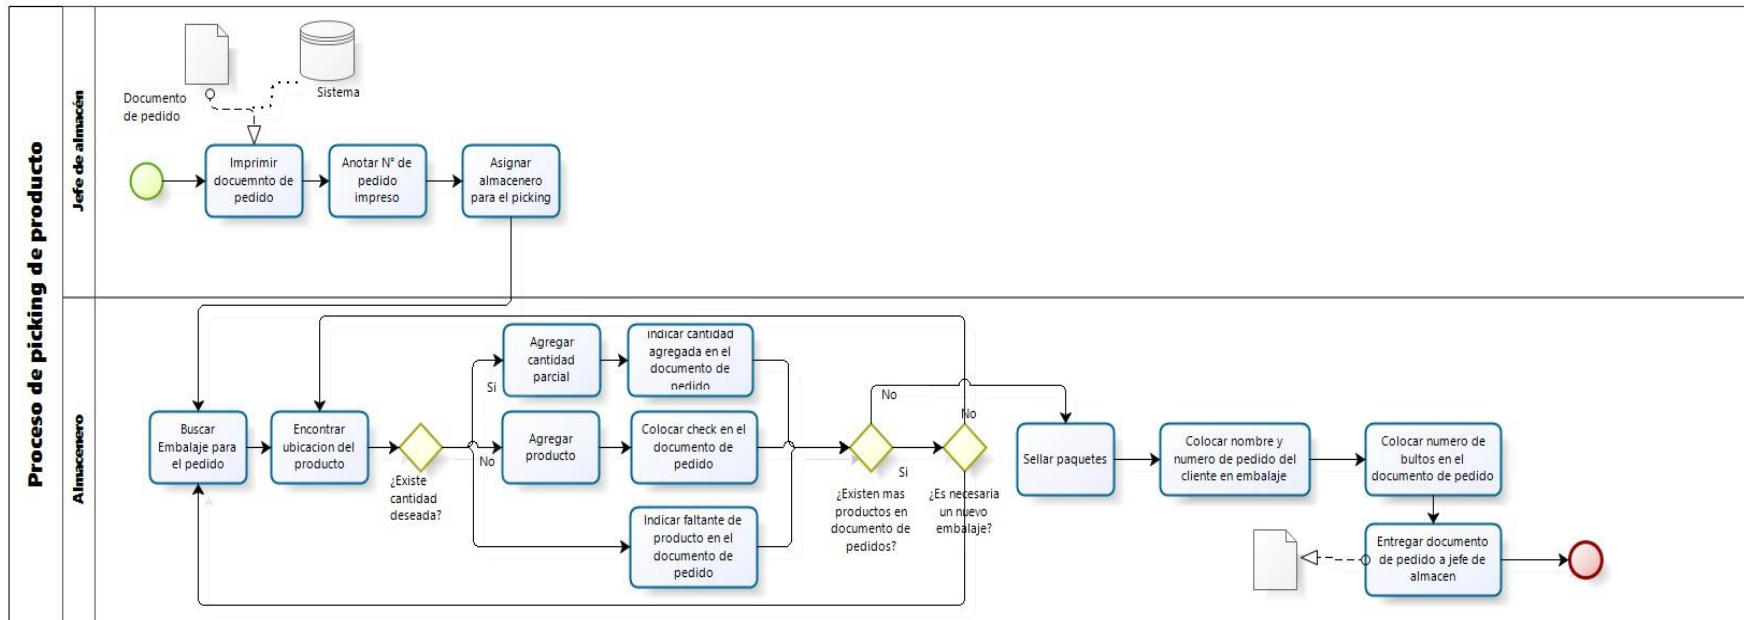 Proceso de picking de producto
Jefe de almacén
Documento
de pedido
Sistema
Imprimir
docuemnto de
pedido
Anotar N° de
pedido
impreso
Asignar
almacenero
para el picking
Almacenero
Buscar
Embalaje para
el pedido
Encontrar
ubicacion del
producto
¿Existe
cantidad
deseada?
Si
No
Agregar
cantidad
parcial
Indicar cantidad
agregada en el
documento de
pedido
Agregar
producto
Colocar check en el
documento de
pedido
Indicar faltante de
producto en el
documento de
pedido
¿Existen mas
productos en
documento de
pedidos?
No
Si
¿Es necesaria
un nuevo
embalaje?
No
Sellar paquetes
Colocar nombre y
numero de pedido del
cliente en embalaje
Colocar numero de
bultos en el
documento de pedido
Entregar documento
de pedido a jefe de
almacen